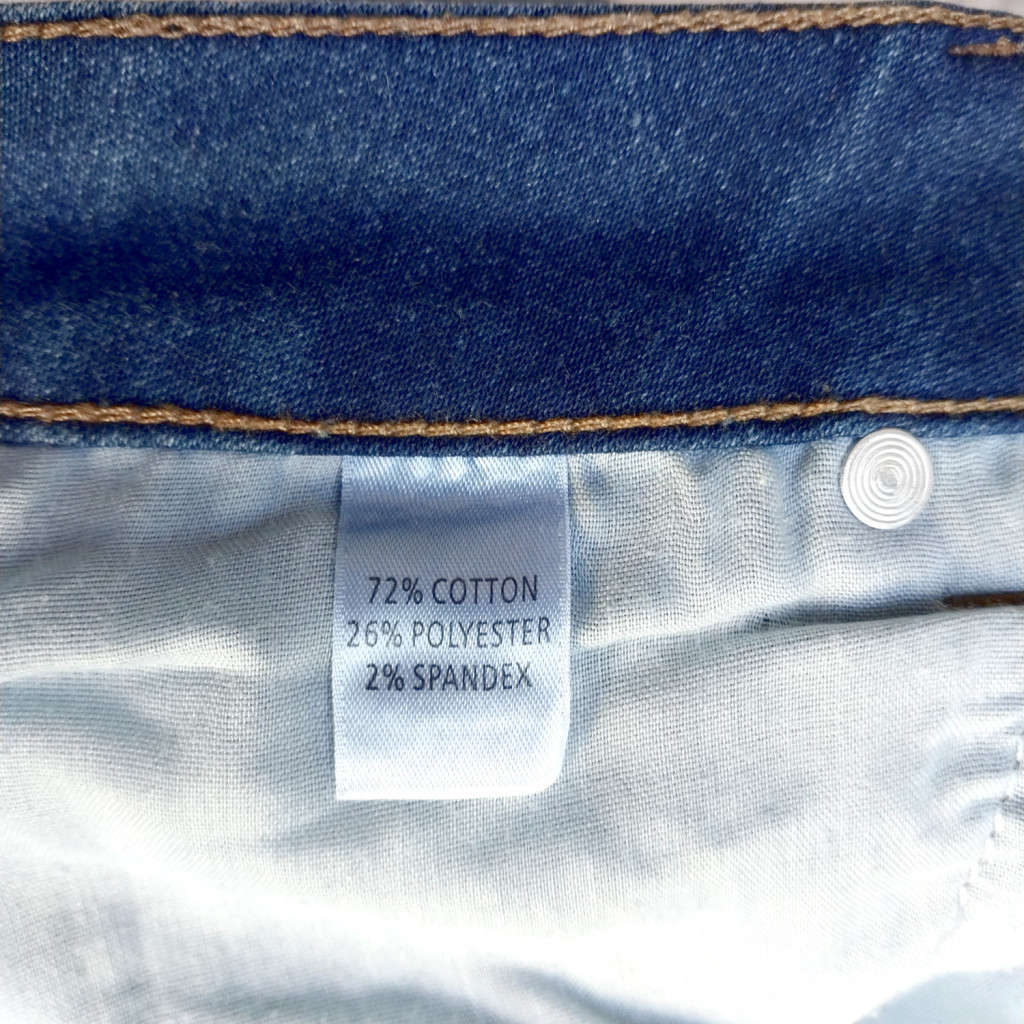 72% COTTON
26% POLYESTER
2% SPANDEX